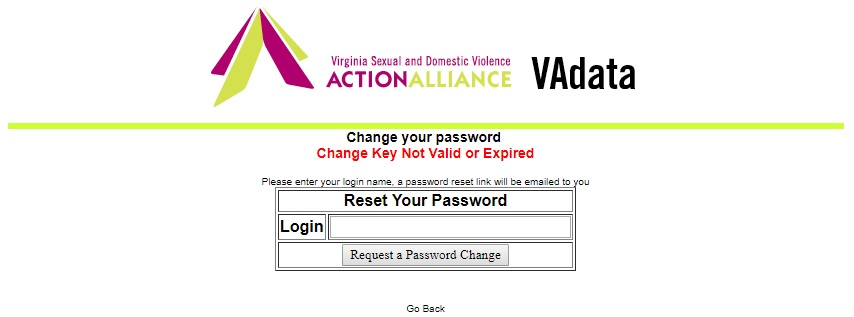 Virginia Sexual and Domestic Violence
ACTIONALLIANCE
VAdata
Change your password
Change Key Not Valid or Expired
Please enter your login name, a password reset link will be emailed to you
Reset Your Password
Login
Request a Password Change
Go Back